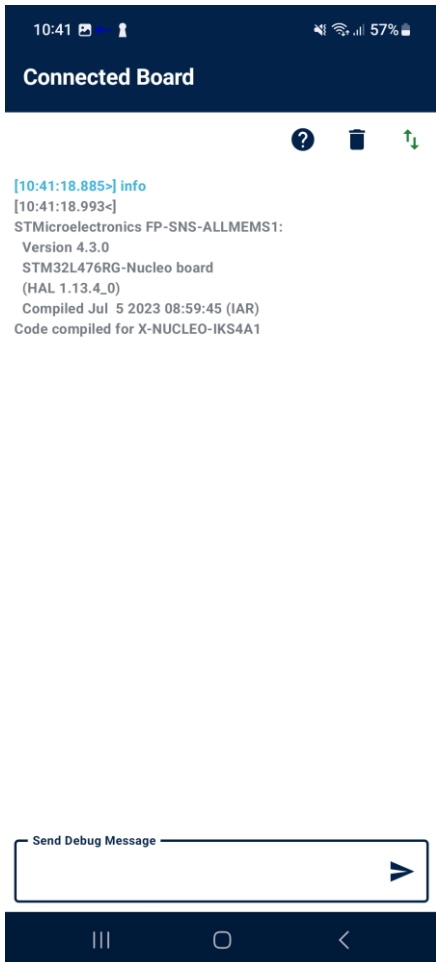 10:41
57%
Connected Board
[10:41:18.885>] info
[10:41:18.993<]
STMicroelectronics FP-SNS-ALLMEMS1:
Version 4.3.0
STM32L476RG-Nucleo board
(HAL 1.13.4_0)
Compiled Jul  5 2023 08:59:45 (IAR)
Code compiled for X-NUCLEO-IKS4A1
Send Debug Message